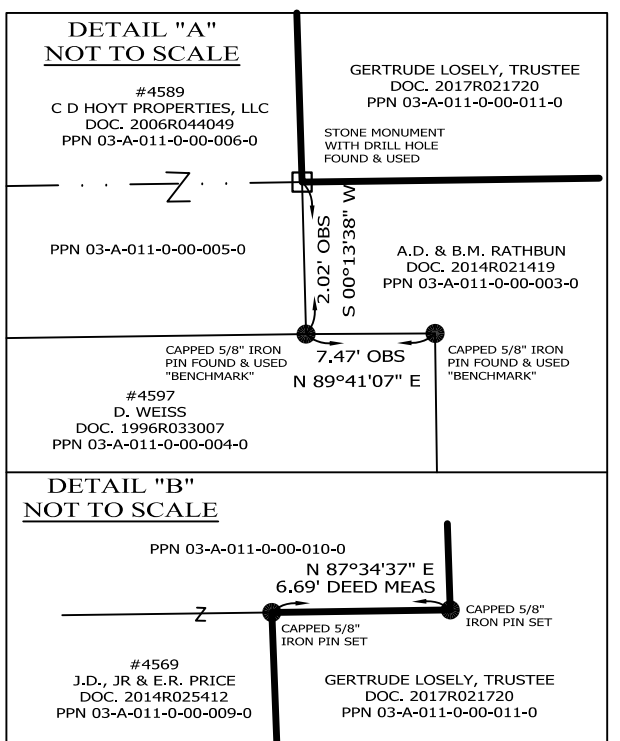 DETAIL "A"
NOT TO SCALE
#4589
C D HOYT PROPERTIES, LLC
DOC. 2006R044049
PPN 03-A-011-0-00-006-0
GERTRUDE LOSELY, TRUSTEE
DOC. 2017R021720
PPN 03-A-011-0-00-011-0
STONE MONUMENT
WITH DRILL HOLE
FOUND & USED
Z
PPN 03-A-011-0-00-005-0
2.02' OBS
S 00°13'38" W
A.D. & B.M. RATHBUN
DOC. 2014R021419
PPN 03-A-011-0-00-003-0
CAPPED 5/8" IRON
PIN FOUND & USED
"BENCHMARK"
7.47' OBS
N 89°41'07" E
CAPPED 5/8" IRON
PIN FOUND & USED
"BENCHMARK"
#4597
D. WEISS
DOC. 1996R033007
PPN 03-A-011-0-00-004-0
DETAIL "B"
NOT TO SCALE
PPN 03-A-011-0-00-010-0
N 87°34'37" E
6.69' DEED MEAS
Z
CAPPED 5/8"
IRON PIN SET
CAPPED 5/8"
IRON PIN SET
#4569
J.D., JR & E.R. PRICE
DOC. 2014R025412
PPN 03-A-011-0-00-009-0
GERTRUDE LOSELY, TRUSTEE
DOC. 2017R021720
PPN 03-A-011-0-00-011-0